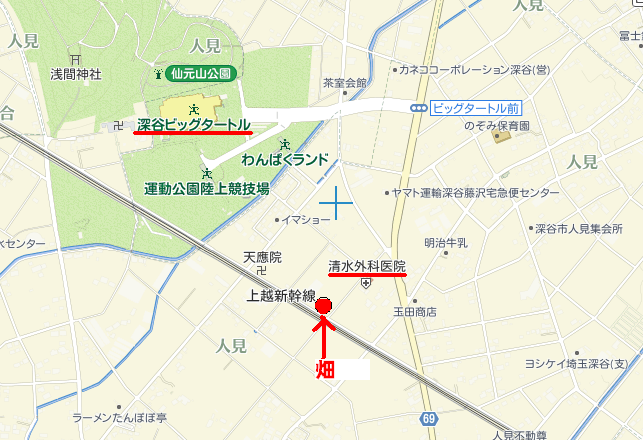 人見
人見
富士
浅間神社
仙元山公園
カネココーポレーション深谷(営)
茶室会館
ビッグタートル前
合
深谷ビッグタートル
のぞみ保育園
わんぱくランド
人見
運動公園陸上競技場
ヤマト運輸深谷藤沢宅急便センター
イマショー
深谷市人見集会所
水センター
明治牛乳
天應院
清水外科医院
上越新幹線
玉田商店
人見
ヨシケイ埼玉深谷(支)
畑
ラーメンたんぽぽ亭
69
人見不動尊